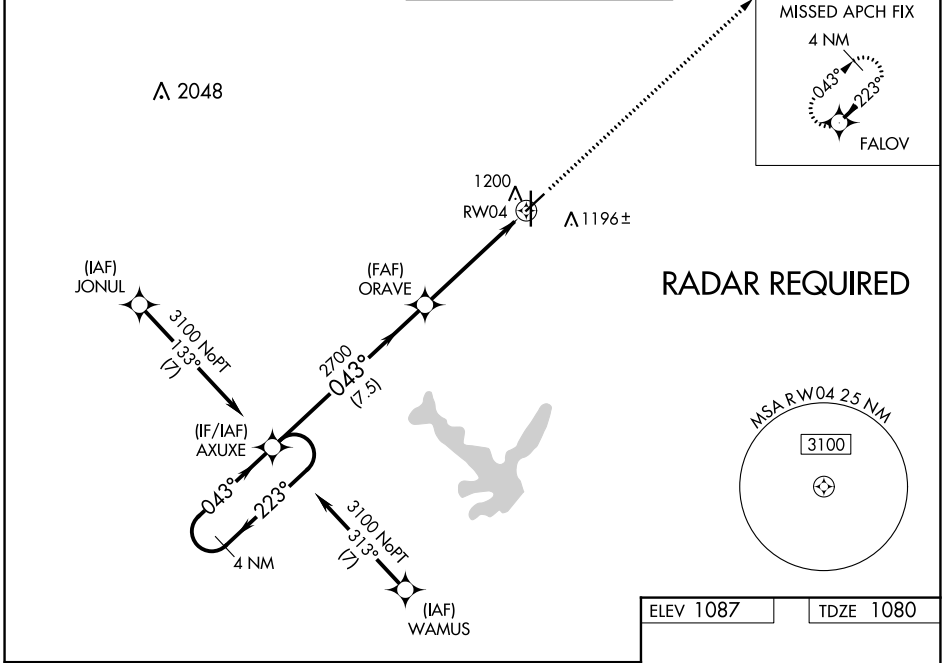 MISSED APCH FIX
4 NM
043°
223°
FALOV
2048
1200
RW04
1196±
(IAF)
JONUL
(FAF)
ORAVE
RADAR REQUIRED
3100 NoPT
133°
(7)
2700
043°
(7.5)
(IF/IAF)
AXUXE
043°
223°
4 NM
3100 NoPT
313°
(7)
(IAF)
WAMUS
MSA RW04 25 NM
3100
ELEV 1087
TDZE 1080